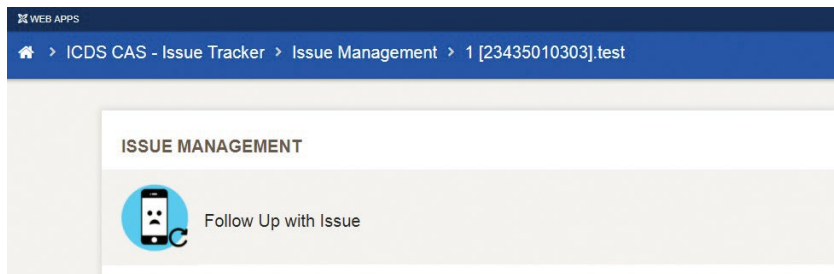 WEB APPS
> ICDS CAS - Issue Tracker > Issue Management > 1 [23435010303].test
ISSUE MANAGEMENT
Follow Up with Issue